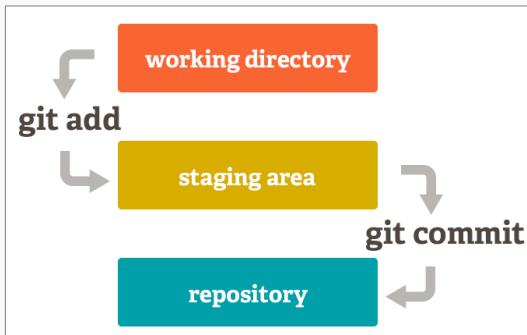 working directory
git add
staging area
git commit
repository